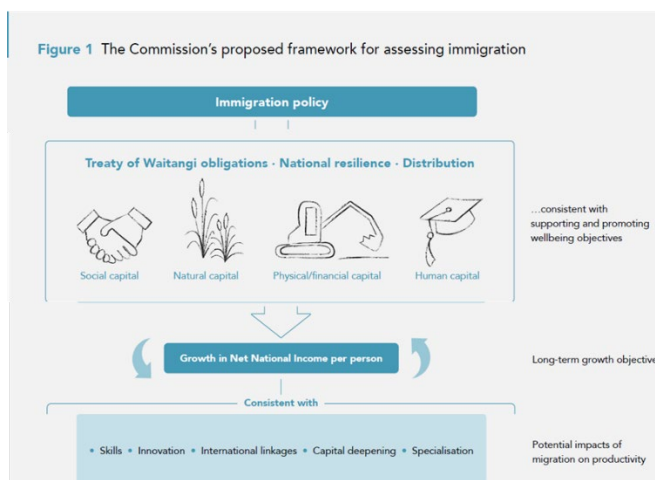 Figure 1 The Commission's proposed framework for assessing immigration
Immigration policy
Treaty of Waitangi obligations · National resilience · Distribution
Social capital
Natural capital
Physical/financial capital
Human capital
...consistent with
supporting and promoting
wellbeing objectives
Growth in Net National Income per person
Long-term growth objective
Consistent with
• Skills • Innovation • International linkages • Capital deepening • Specialisation
Potential impacts of
migration on productivity